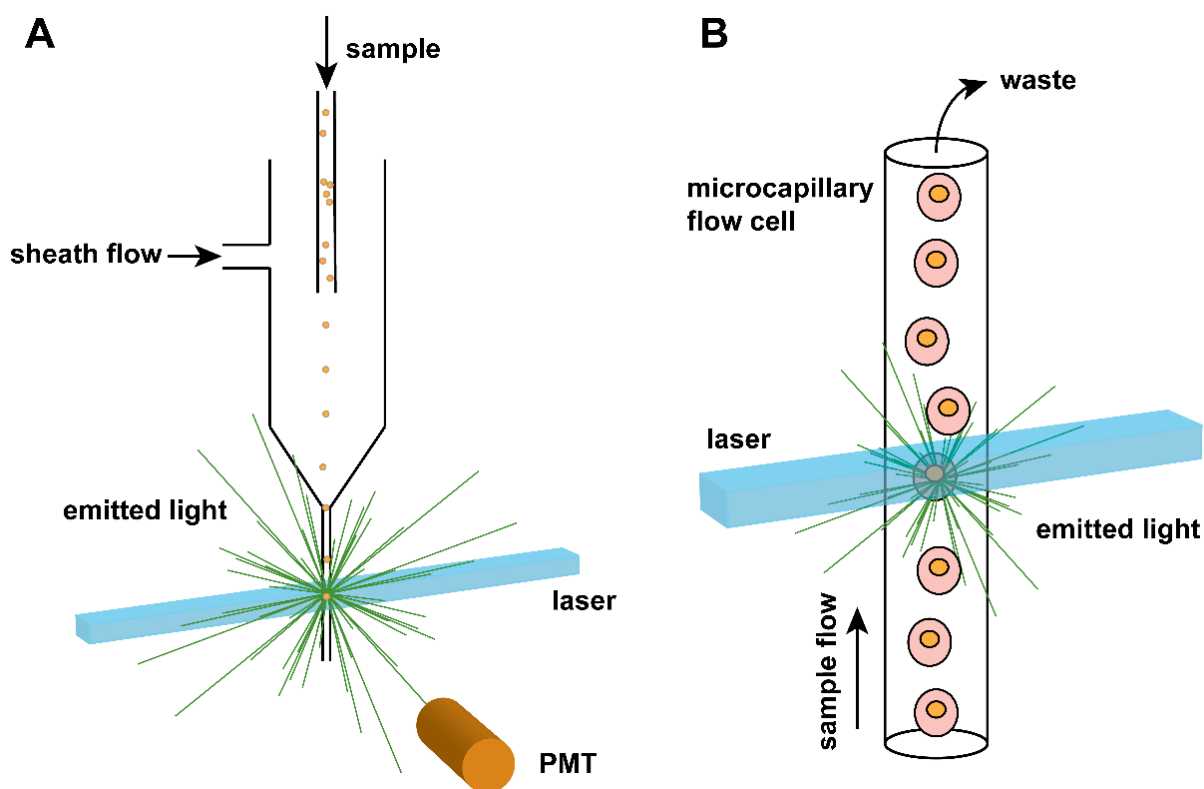 A
sample
sheath flow
emitted light
laser
PMT
B
waste
microcapillary
flow cell
laser
emitted light
sample flow